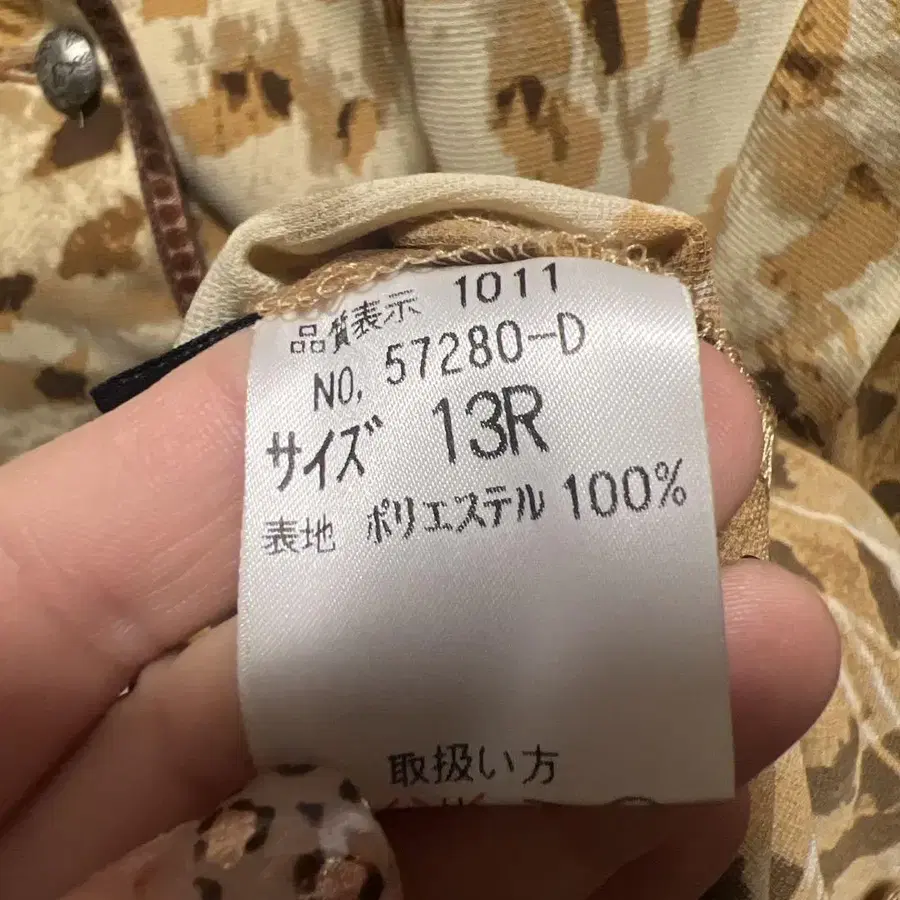 品質表示 1011
NO. 57280-D
サイズ 13R
表地 ポリエステル 100%
取扱い方